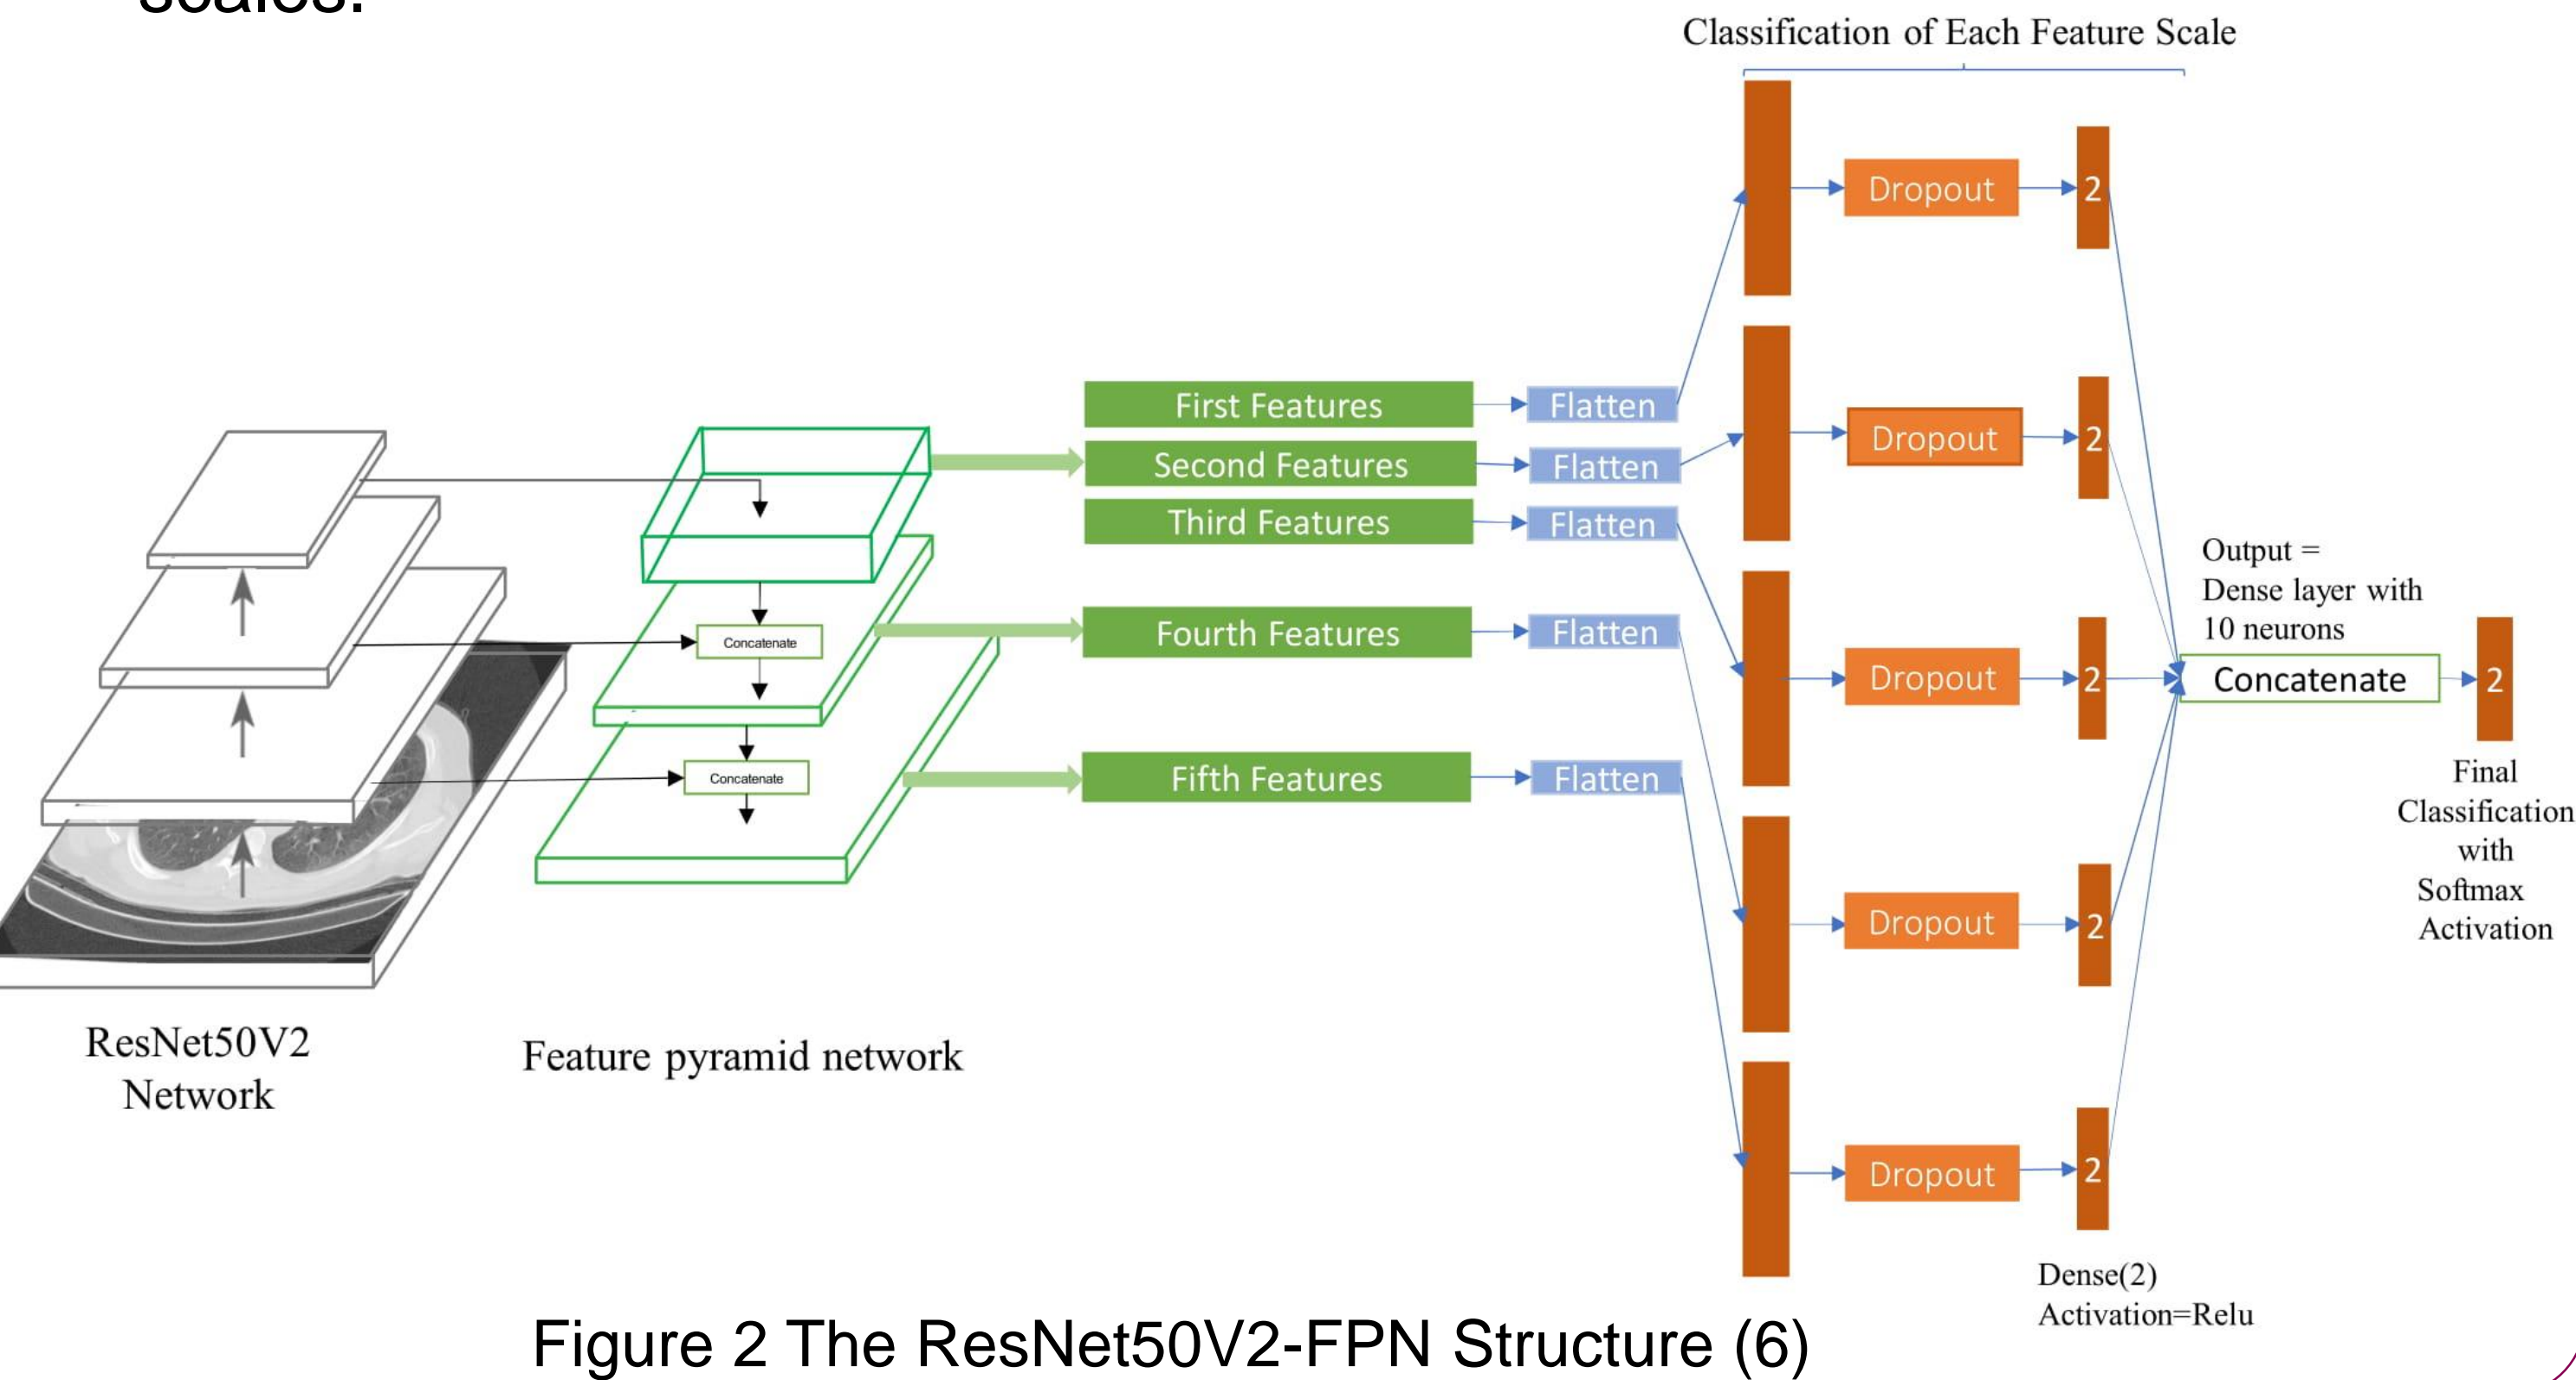 scales.
Classification of Each Feature Scale
Dropout
2
First Features
Flatten
Second Features
Flatten
Dropout
2
Third Features
Flatten
Output =
Dense layer with
10 neurons
Concatenate
Fourth Features
Flatten
Dropout
2
Concatenate
2
Concatenate
Fifth Features
Flatten
Final
Classification
with
Softmax
Activation
Dropout
2
ResNet50V2
Network
Feature pyramid network
Dropout
2
Dense(2)
Activation=Relu
Figure 2 The ResNet50V2-FPN Structure (6)